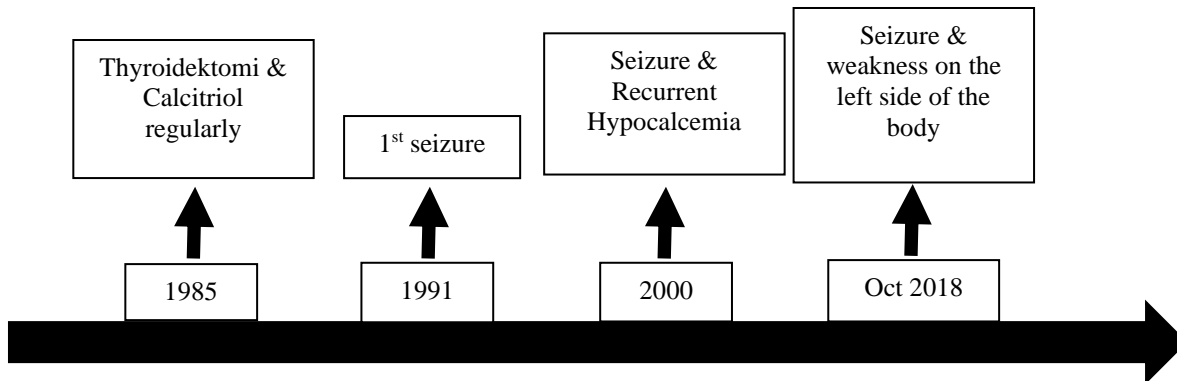 Thyroidektomi &
Calcitriol
regularly
1st seizure
Seizure &
Recurrent
Hypocalcemia
Seizure &
weakness on the
left side of the
body
1985
1991
2000
Oct 2018